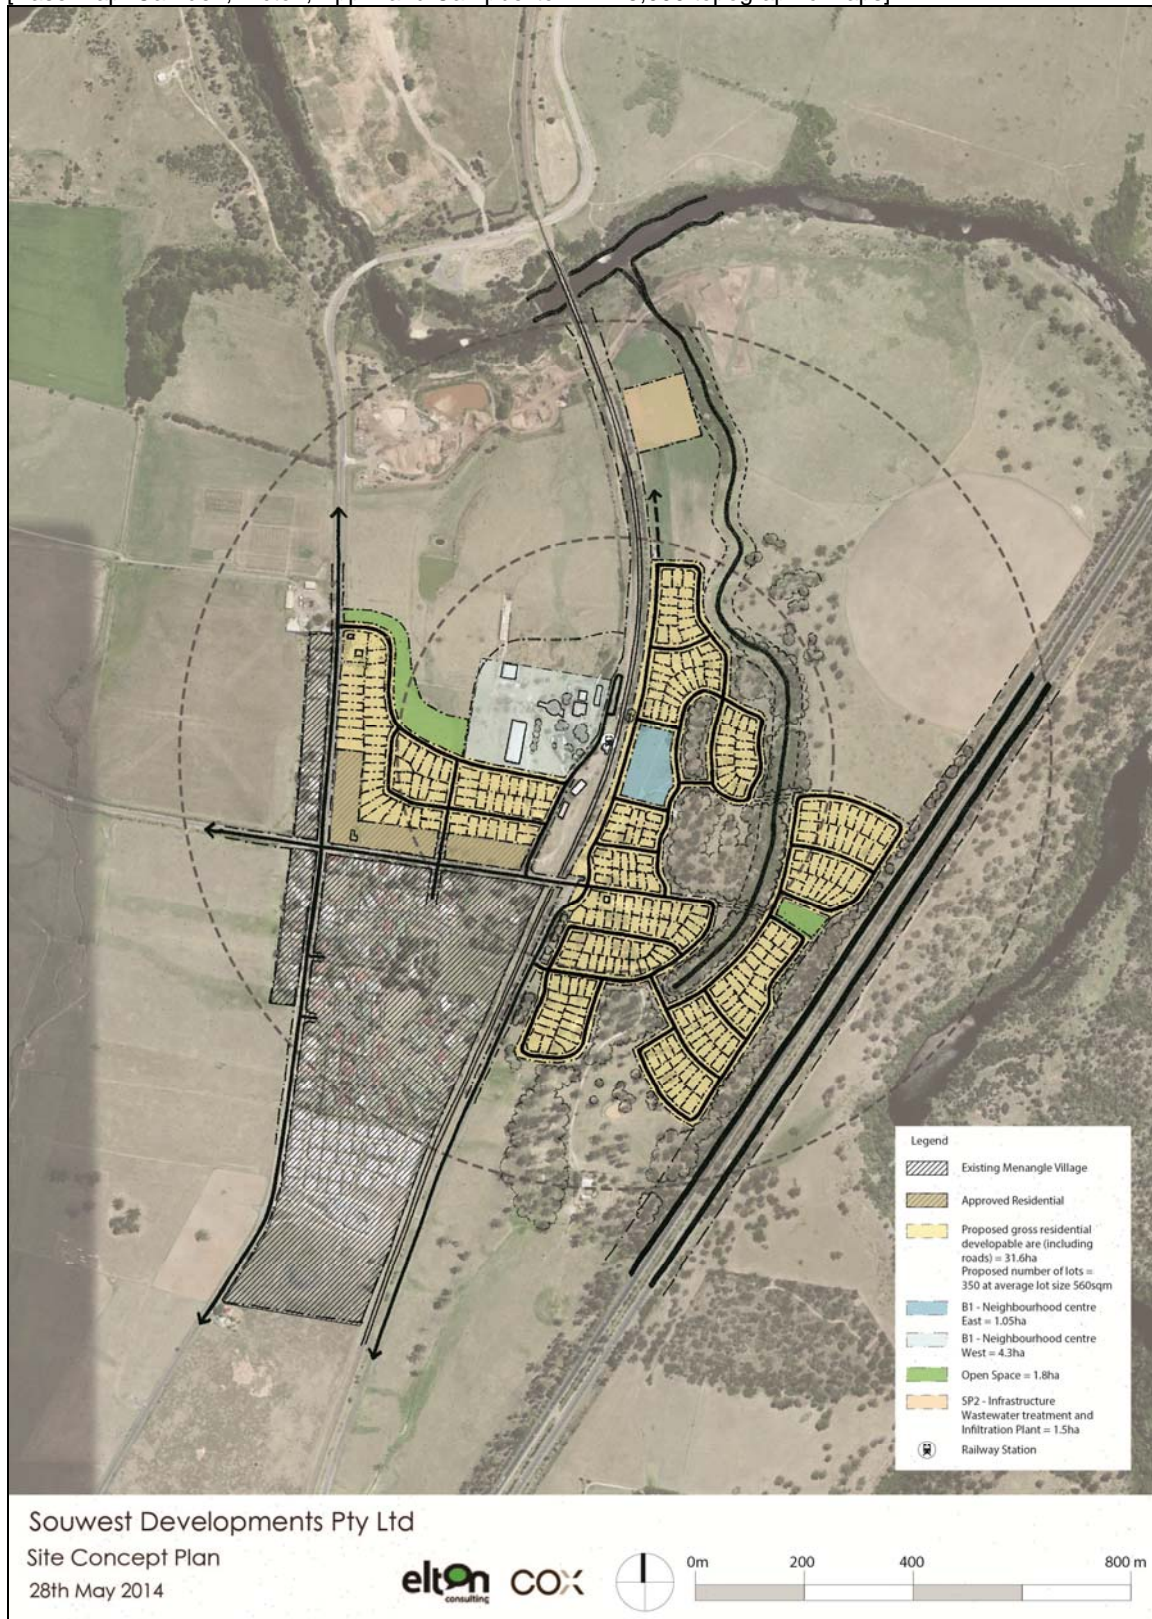 Legend
Existing Menangle Village
Approved Residential
Proposed gross residential
developable are (including
roads) = 31.6ha
Proposed number of lots =
350 at average lot size 560sqm
B1 - Neighbourhood centre
East = 1.05ha
B1 - Neighbourhood centre
West = 4.3ha
Open Space = 1.8ha
SP2 - Infrastructure
Wastewater treatment and
Infiltration Plant = 1.5ha
Railway Station
Souwest Developments Pty Ltd
Site Concept Plan
28th May 2014
elton
consulting
COX
0m 200 400 800 m